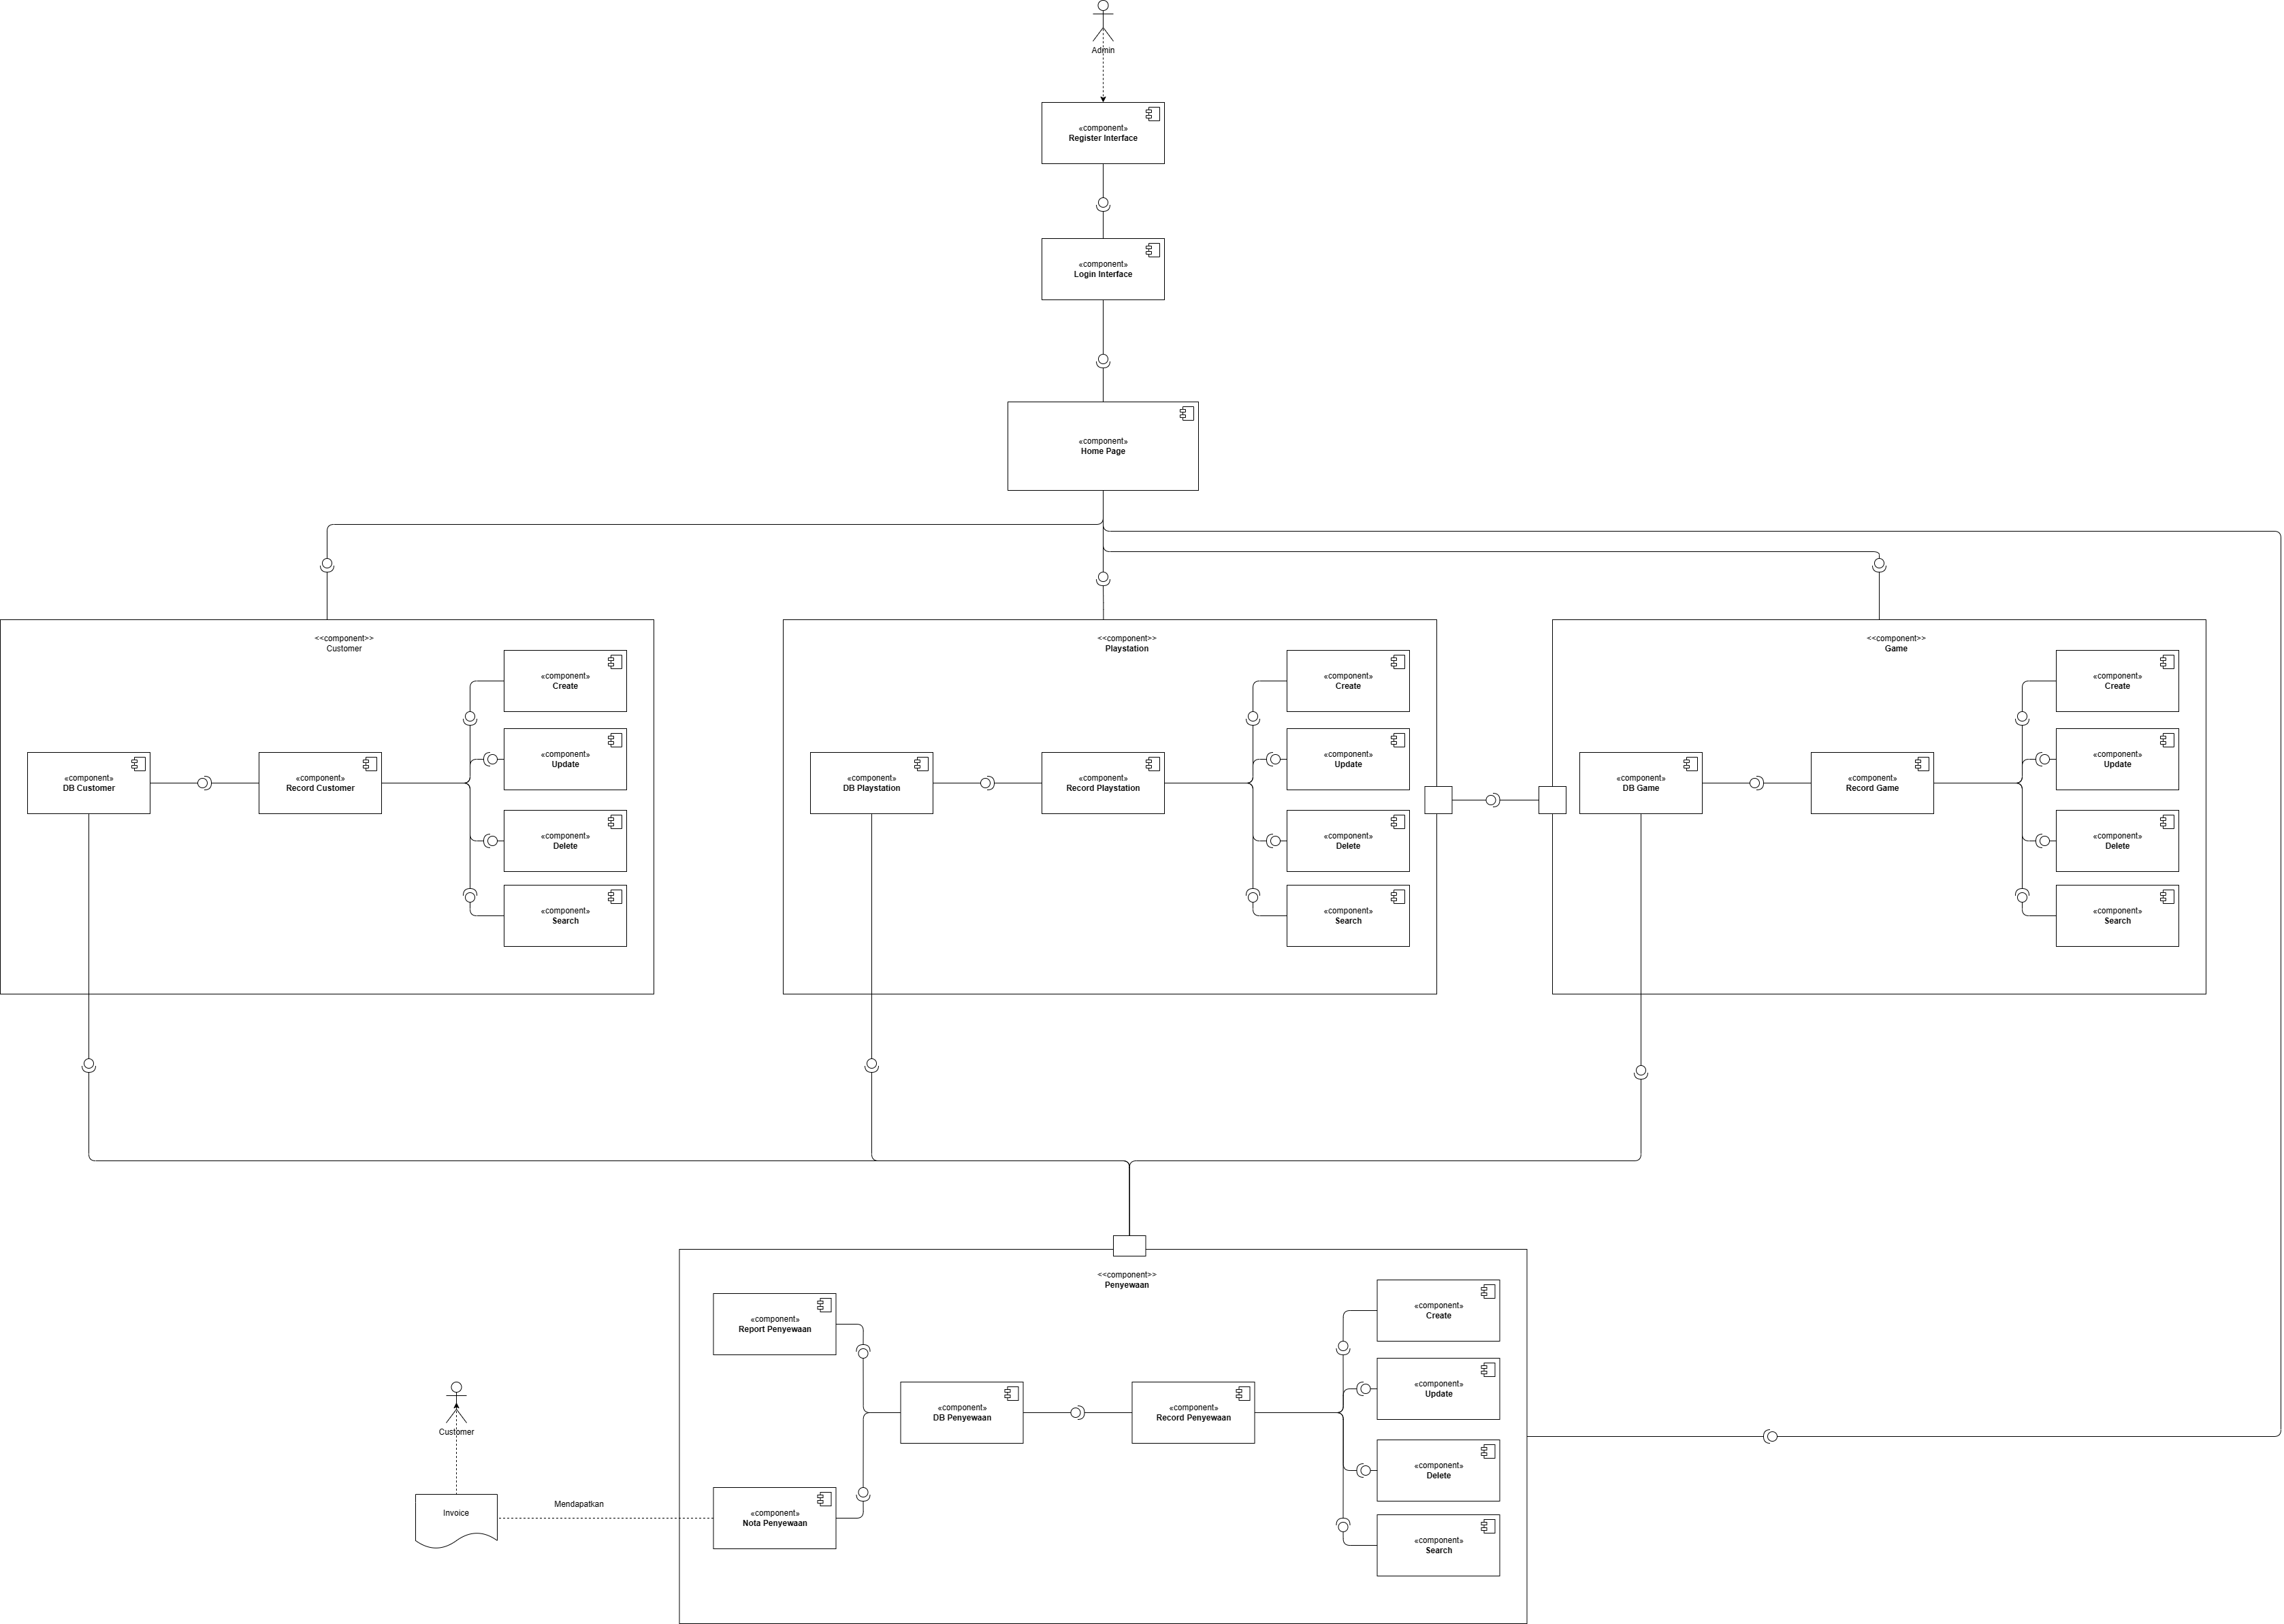 Admin
«component»
Register Interface
«component»
Login Interface
«component»
Home Page
<<component>>
Customer
«component»
Create
«component»
Update
«component»
DB Customer
«component»
Record Customer
«component»
Delete
«component»
Search
<<component>>
Playstation
«component»
Create
«component»
Update
«component»
DB Playstation
«component»
Record Playstation
«component»
Delete
«component»
Search
<<component>>
Game
«component»
Create
«component»
Update
«component»
DB Game
«component»
Record Game
«component»
Delete
«component»
Search
<<component>>
Penyewaan
«component»
Report Penyewaan
«component»
Create
«component»
Update
«component»
DB Penyewaan
«component»
Record Penyewaan
«component»
Delete
«component»
Nota Penyewaan
«component»
Search
Customer
Mendapatkan
Invoice